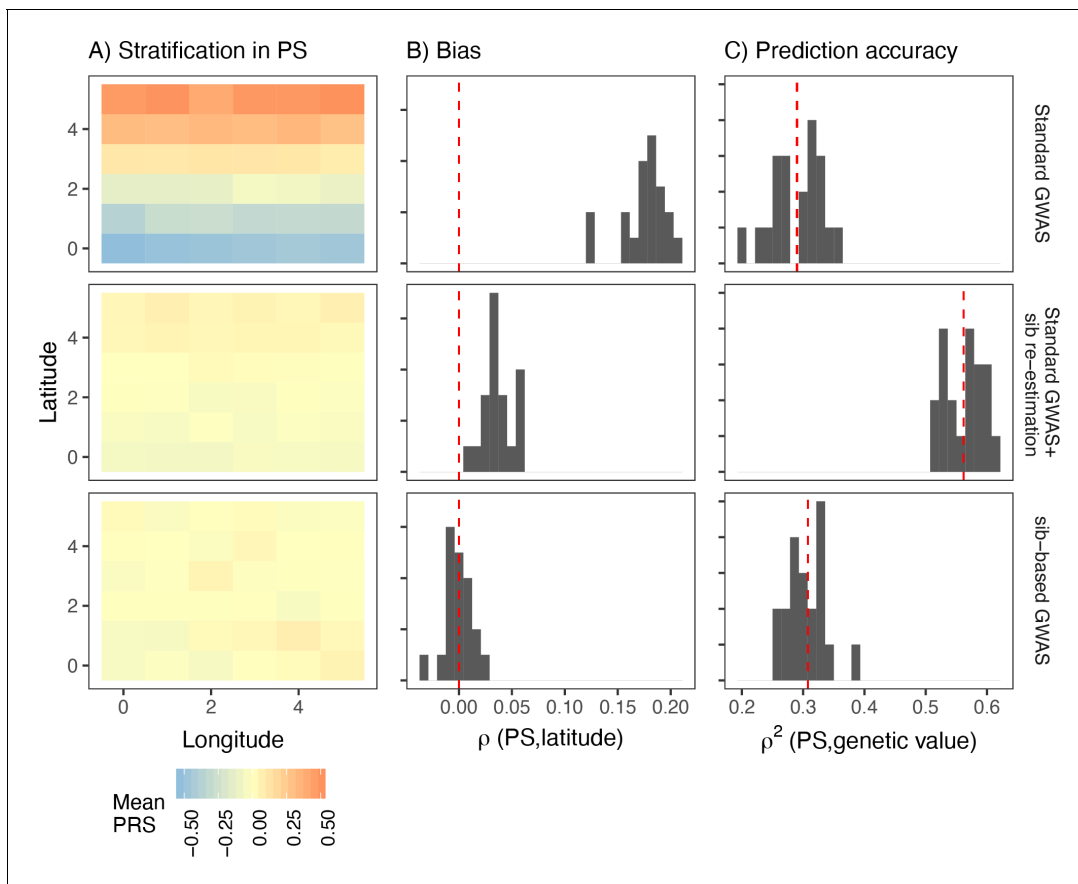 A) Stratification in PS
B) Bias
C) Prediction accuracy
4
2
0
Standard GWAS
4
2
0
Standard GWAS+
sib re−estimation
4
2
0
sib−based GWAS
Latitude
0 2 4
0.00 0.05 0.10 0.15 0.20
0.2 0.3 0.4 0.5 0.6
Longitude
ρ (PS,latitude)
ρ² (PS,genetic value)
Mean
PRS
−0.50
−0.25
0.00
0.25
0.50